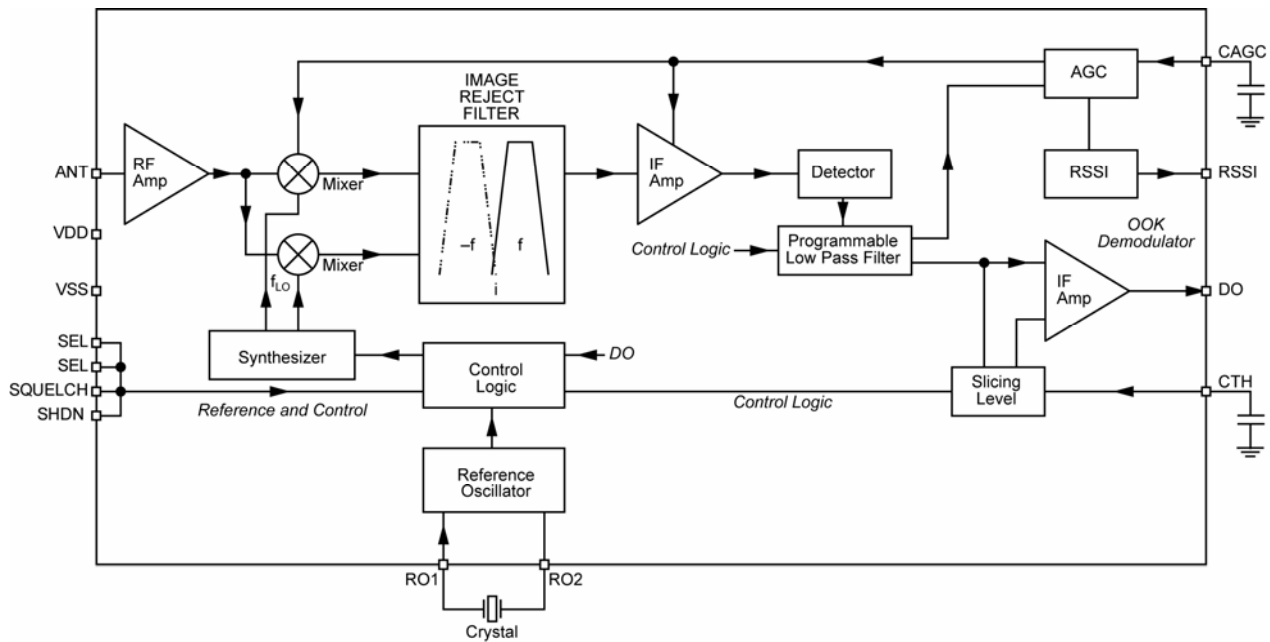 CAGC
AGC
IMAGE
REJECT
FILTER
ANT
RF
Amp
Mixer
IF
Amp
Detector
RSSI
RSSI
VDD
–f
f
Control Logic
Programmable
Low Pass Filter
OOK
Demodulator
Mixer
VSS
fLO
i
IF
Amp
DO
SEL
SEL
SQUELCH
SHDN
Synthesizer
DO
Control
Logic
Slicing
Level
CTH
Reference and Control
Control Logic
Reference
Oscillator
RO1
RO2
Crystal